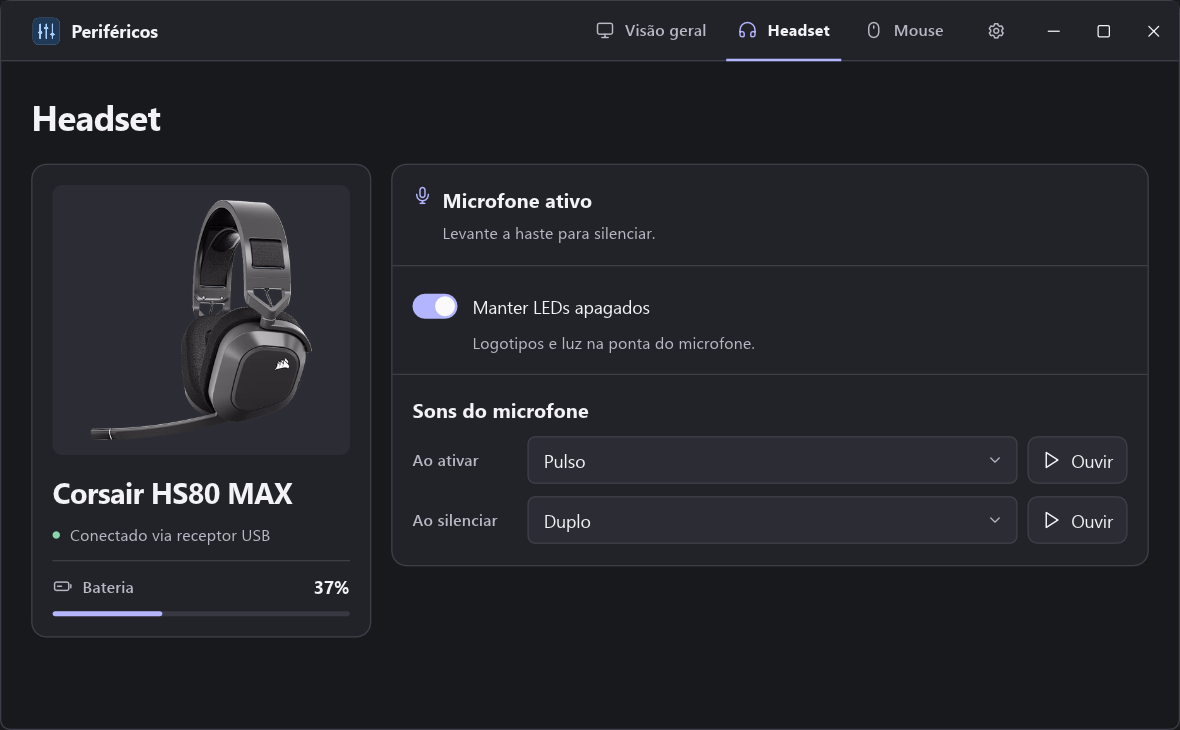 Periféricos
Visão geral
Headset
Mouse
Headset
Corsair HS80 MAX
Conectado via receptor USB
Bateria
37%
Microfone ativo
Levante a haste para silenciar.
Manter LEDs apagados
Logotipos e luz na ponta do microfone.
Sons do microfone
Ao ativar
Pulso
Ouvir
Ao silenciar
Duplo
Ouvir